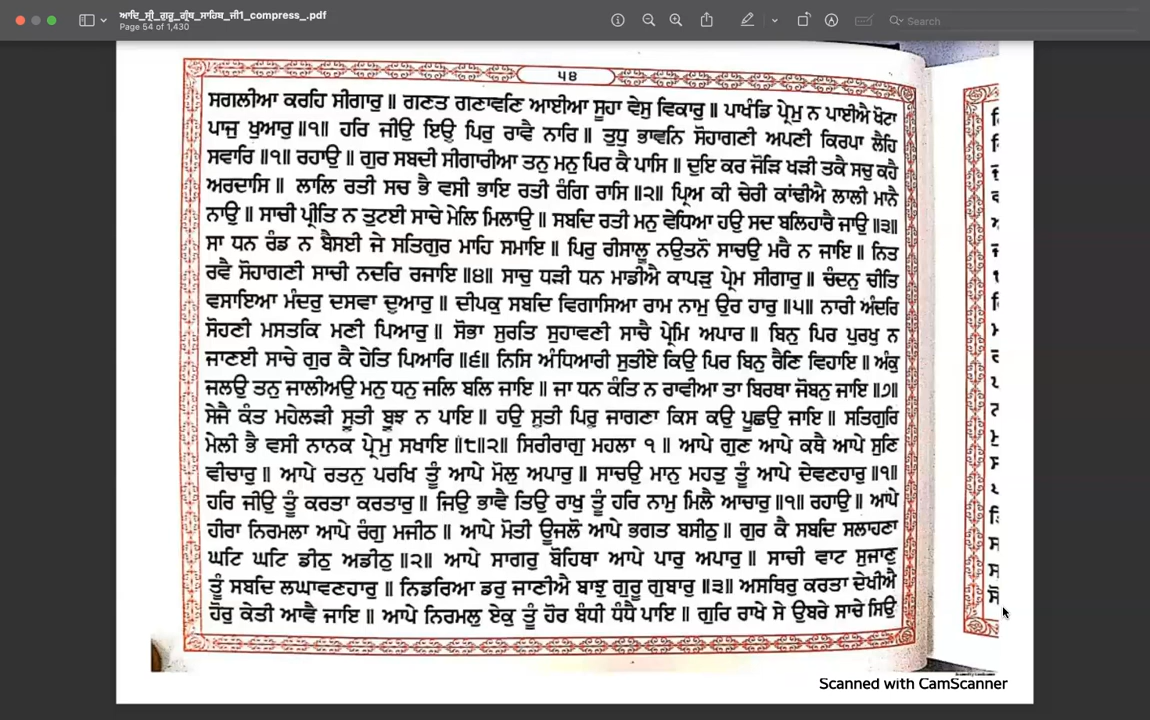 ਆਦਿ_ਸ੍ਰੀ_ਗੁਰੂ_ਗ੍ਰੰਥ_ਸਾਹਿਬ_ਜੀ1_compress_.pdf
Page 54 of 1,430
Search
੫੪
ਸਗਲੀਆ ਕਰਹਿ ਸੀਗਾਰੁ ॥ ਗਣਤ ਗਣਾਵਣਿ ਆਈਆ ਸੂਹਾ ਵੇਸੁ ਵਿਕਾਰੁ ॥ ਪਾਖੰਡਿ ਪ੍ਰੇਮੁ ਨ ਪਾਈਐ ਖੋਟਾ
ਪਾਜੁ ਖੁਆਰੁ ॥੧॥ ਹਰਿ ਜੀਉ ਇਉ ਪਿਰੁ ਰਾਵੈ ਨਾਰਿ ॥ ਤੁਧੁ ਭਾਵਨਿ ਸੋਹਾਗਣੀ ਅਪਣੀ ਕਿਰਪਾ ਲੈਹਿ
ਸਵਾਰਿ ॥੧॥ ਰਹਾਉ ॥ ਗੁਰ ਸਬਦੀ ਸੀਗਾਰੀਆ ਤਨੁ ਮਨੁ ਪਿਰ ਕੈ ਪਾਸਿ ॥ ਦੁਇ ਕਰ ਜੋੜਿ ਖੜੀ ਤਕੈ ਸਚੁ ਕਹੈ
ਅਰਦਾਸਿ ॥ ਲਾਲਿ ਰਤੀ ਸਚ ਭੈ ਵਸੀ ਭਾਇ ਰਤੀ ਰੰਗਿ ਰਾਸਿ ॥੨॥ ਪ੍ਰਿਅ ਕੀ ਚੇਰੀ ਕਾਂਢੀਐ ਲਾਲੀ ਮਾਨੈ
ਨਾਉ ॥ ਸਾਚੀ ਪ੍ਰੀਤਿ ਨ ਤੁਟਈ ਸਾਚੇ ਮੇਲਿ ਮਿਲਾਉ ॥ ਸਬਦਿ ਰਤੀ ਮਨੁ ਵੇਧਿਆ ਹਉ ਸਦ ਬਲਿਹਾਰੈ ਜਾਉ ॥੩॥
ਸਾ ਧਨ ਰੰਡ ਨ ਬੈਸਈ ਜੇ ਸਤਿਗੁਰ ਮਾਹਿ ਸਮਾਇ ॥ ਪਿਰੁ ਰੀਸਾਲੂ ਨਉਤਨੋ ਸਾਚਉ ਮਰੈ ਨ ਜਾਇ ॥ ਨਿਤ
ਰਵੈ ਸੋਹਾਗਣੀ ਸਾਚੀ ਨਦਰਿ ਰਜਾਇ ॥੪॥ ਸਾਚੁ ਧੜੀ ਧਨ ਮਾਡੀਐ ਕਾਪੜੁ ਪ੍ਰੇਮ ਸੀਗਾਰੁ ॥ ਚੰਦਨੁ ਚੀਤਿ
ਵਸਾਇਆ ਮੰਦਰੁ ਦਸਵਾ ਦੁਆਰੁ ॥ ਦੀਪਕੁ ਸਬਦਿ ਵਿਗਾਸਿਆ ਰਾਮ ਨਾਮੁ ਉਰ ਹਾਰੁ ॥੫॥ ਨਾਰੀ ਅੰਦਰਿ
ਸੋਹਣੀ ਮਸਤਕਿ ਮਣੀ ਪਿਆਰੁ ॥ ਸੋਭਾ ਸੁਰਤਿ ਸੁਹਾਵਣੀ ਸਾਚੈ ਪ੍ਰੇਮਿ ਅਪਾਰ ॥ ਬਿਨੁ ਪਿਰ ਪੁਰਖੁ ਨ
ਜਾਣਈ ਸਾਚੇ ਗੁਰ ਕੈ ਹੇਤਿ ਪਿਆਰਿ ॥੬॥ ਨਿਸਿ ਅੰਧਿਆਰੀ ਸੁਤੀਏ ਕਿਉ ਪਿਰ ਬਿਨੁ ਰੈਣਿ ਵਿਹਾਇ ॥ ਅੰਕੁ
ਜਲਉ ਤਨੁ ਜਾਲੀਅਉ ਮਨੁ ਧਨੁ ਜਲਿ ਬਲਿ ਜਾਇ ॥ ਜਾ ਧਨ ਕੰਤਿ ਨ ਰਾਵੀਆ ਤਾ ਬਿਰਥਾ ਜੋਬਨੁ ਜਾਇ ॥੭॥
ਸੇਜੈ ਕੰਤ ਮਹੇਲੜੀ ਸੂਤੀ ਬੂਝ ਨ ਪਾਇ ॥ ਹਉ ਸੁਤੀ ਪਿਰੁ ਜਾਗਣਾ ਕਿਸ ਕਉ ਪੂਛਉ ਜਾਇ ॥ ਸਤਿਗੁਰਿ
ਮੇਲੀ ਭੈ ਵਸੀ ਨਾਨਕ ਪ੍ਰੇਮੁ ਸਖਾਇ ॥੮॥੨॥ ਸਿਰੀਰਾਗੁ ਮਹਲਾ ੧ ॥ ਆਪੇ ਗੁਣ ਆਪੇ ਕਥੈ ਆਪੇ ਸੁਣਿ
ਵੀਚਾਰੁ ॥ ਆਪੇ ਰਤਨੁ ਪਰਖਿ ਤੂੰ ਆਪੇ ਮੋਲੁ ਅਪਾਰੁ ॥ ਸਾਚਉ ਮਾਨੁ ਮਹਤੁ ਤੂੰ ਆਪੇ ਦੇਵਣਹਾਰੁ ॥੧॥
ਹਰਿ ਜੀਉ ਤੂੰ ਕਰਤਾ ਕਰਤਾਰੁ ॥ ਜਿਉ ਭਾਵੈ ਤਿਉ ਰਾਖੁ ਤੂੰ ਹਰਿ ਨਾਮੁ ਮਿਲੈ ਆਚਾਰੁ ॥੧॥ ਰਹਾਉ ॥ ਆਪੇ
ਹੀਰਾ ਨਿਰਮਲਾ ਆਪੇ ਰੰਗੁ ਮਜੀਠ ॥ ਆਪੇ ਮੋਤੀ ਊਜਲੋ ਆਪੇ ਭਗਤ ਬਸੀਠੁ ॥ ਗੁਰ ਕੈ ਸਬਦਿ ਸਲਾਹਣਾ
ਘਟਿ ਘਟਿ ਡੀਠੁ ਅਡੀਠੁ ॥੨॥ ਆਪੇ ਸਾਗਰੁ ਬੋਹਿਥਾ ਆਪੇ ਪਾਰੁ ਅਪਾਰੁ ॥ ਸਾਚੀ ਵਾਟ ਸੁਜਾਣੁ
ਤੂੰ ਸਬਦਿ ਲਘਾਵਣਹਾਰੁ ॥ ਨਿਡਰਿਆ ਡਰੁ ਜਾਣੀਐ ਬਾਝੁ ਗੁਰੂ ਗੁਬਾਰੁ ॥੩॥ ਅਸਥਿਰੁ ਕਰਤਾ ਦੇਖੀਐ
ਹੋਰੁ ਕੇਤੀ ਆਵੈ ਜਾਇ ॥ ਆਪੇ ਨਿਰਮਲੁ ਏਕੁ ਤੂੰ ਹੋਰ ਬੰਧੀ ਧੰਧੈ ਪਾਇ ॥ ਗੁਰਿ ਰਾਖੇ ਸੇ ਉਬਰੇ ਸਾਚੇ ਸਿਉ
Scanned with CamScanner